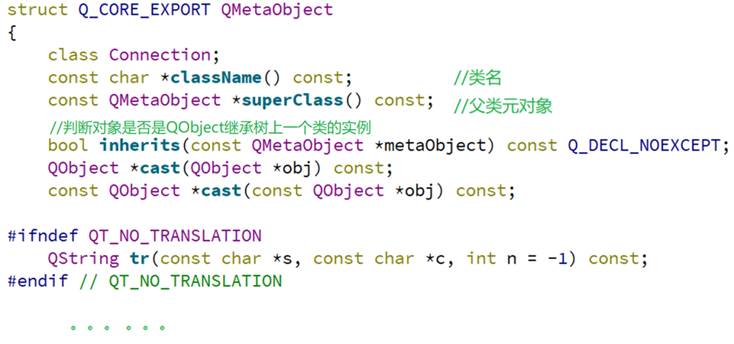 struct Q_CORE_EXPORT QMetaObject
{
    class Connection;
    const char *className() const;    //类名
    const QMetaObject *superClass() const;    //父类元对象
    //判断对象是否是QObject继承树上一个类的实例
    bool inherits(const QMetaObject *metaObject) const Q_DECL_NOEXCEPT;
    QObject *cast(QObject *obj) const;
    const QObject *cast(const QObject *obj) const;
#ifndef QT_NO_TRANSLATION
    QString tr(const char *s, const char *c, int n = -1) const;
#endif // QT_NO_TRANSLATION
    。。。。。。